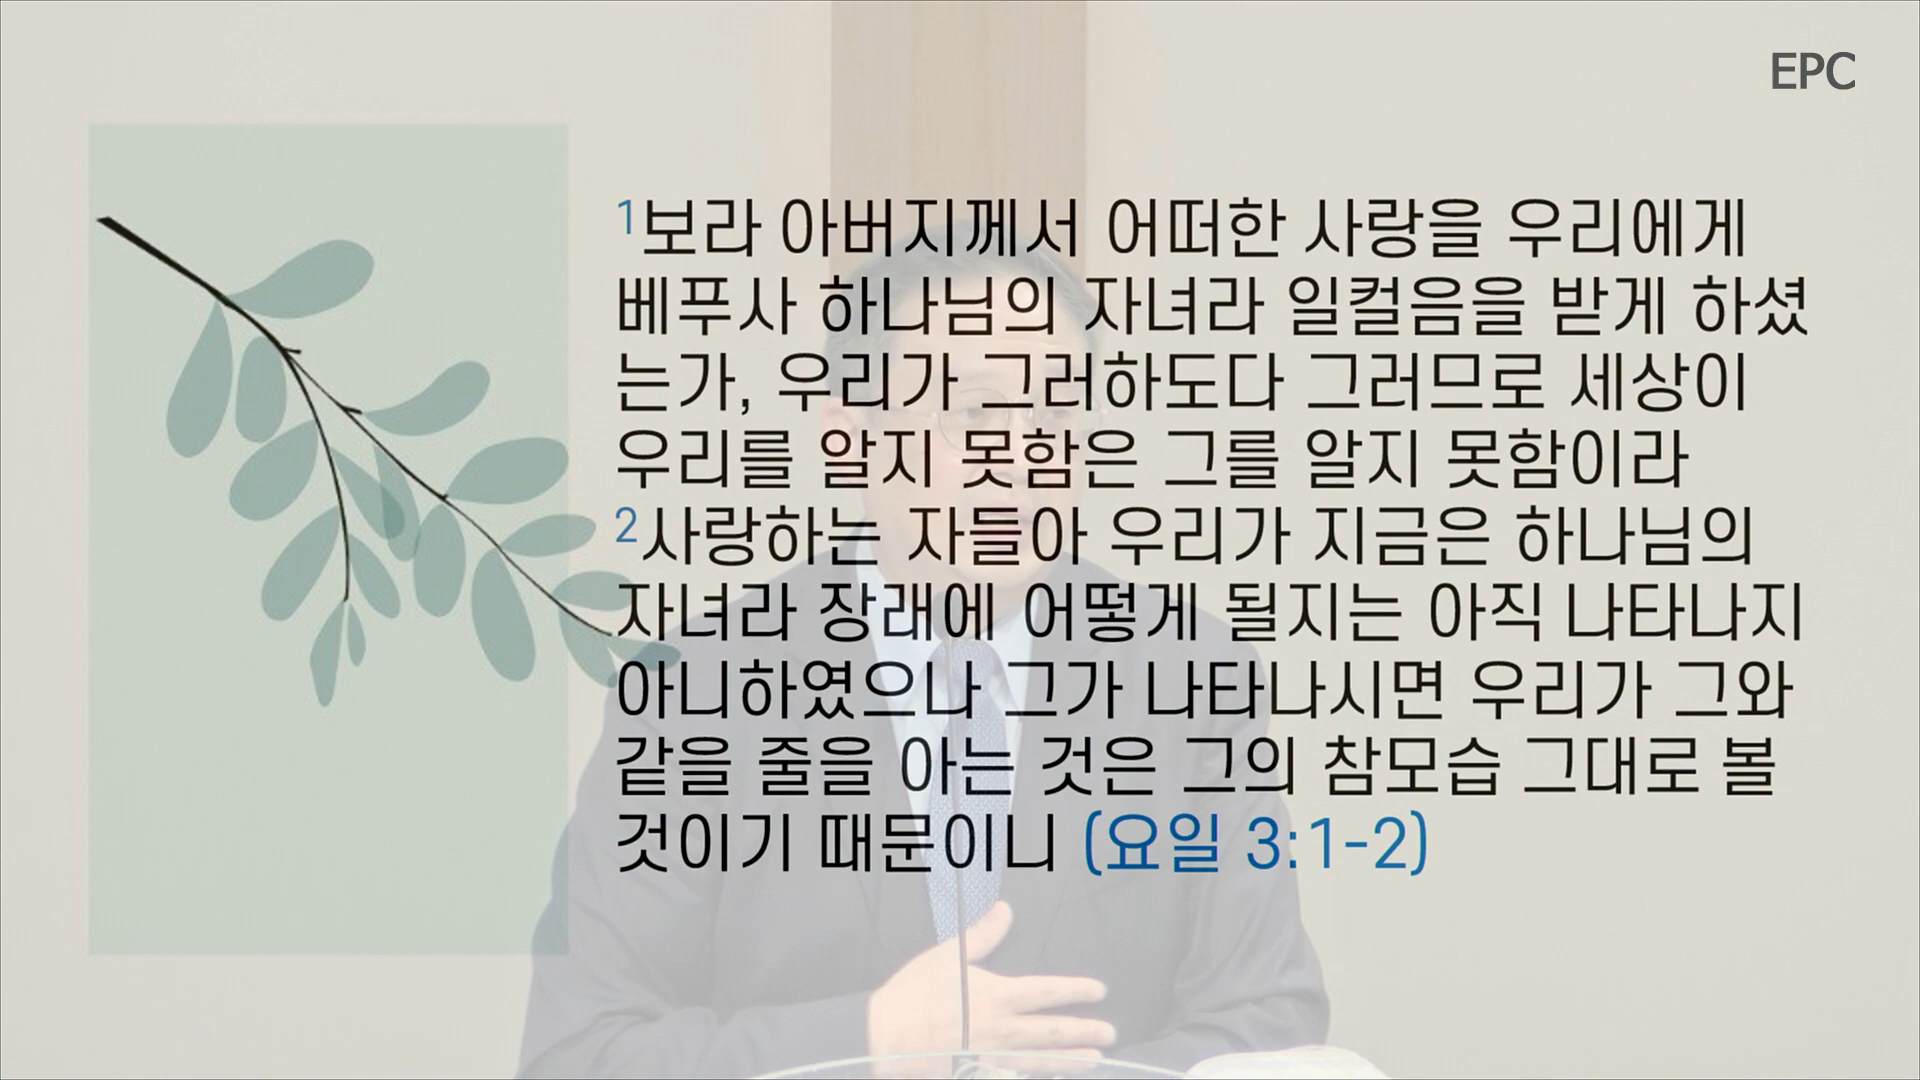 EPC
1보라 아버지께서 어떠한 사랑을 우리에게
베푸사 하나님의 자녀라 일컬음을 받게 하셨
는가, 우리가 그러하도다 그러므로 세상이
우리를 알지 못함은 그를 알지 못함이라
2사랑하는 자들아 우리가 지금은 하나님의
자녀라 장래에 어떻게 될지는 아직 나타나지
아니하였으나 그가 나타나시면 우리가 그와
같을 줄을 아는 것은 그의 참모습 그대로 볼
것이기 때문이니 (요일 3:1-2)